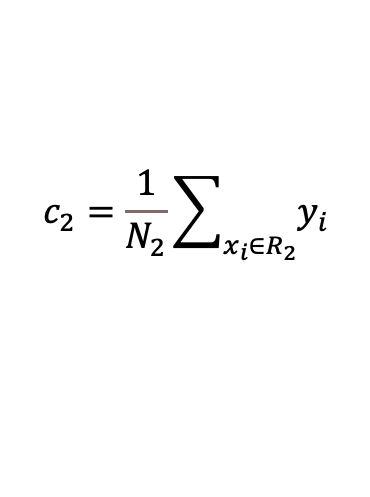 c₂ = 1/N₂ ∑_{xᵢ∈R₂} yᵢ